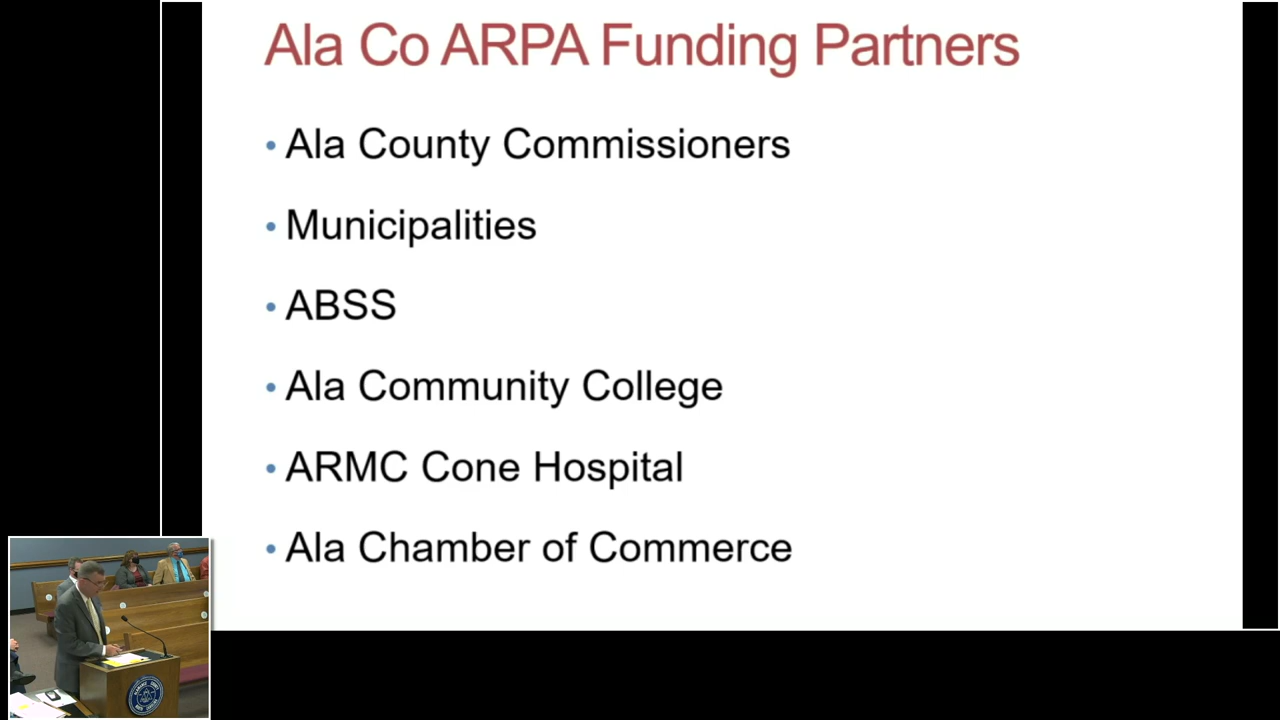 Ala Co ARPA Funding Partners
• Ala County Commissioners
• Municipalities
• ABSS
• Ala Community College
• ARMC Cone Hospital
• Ala Chamber of Commerce